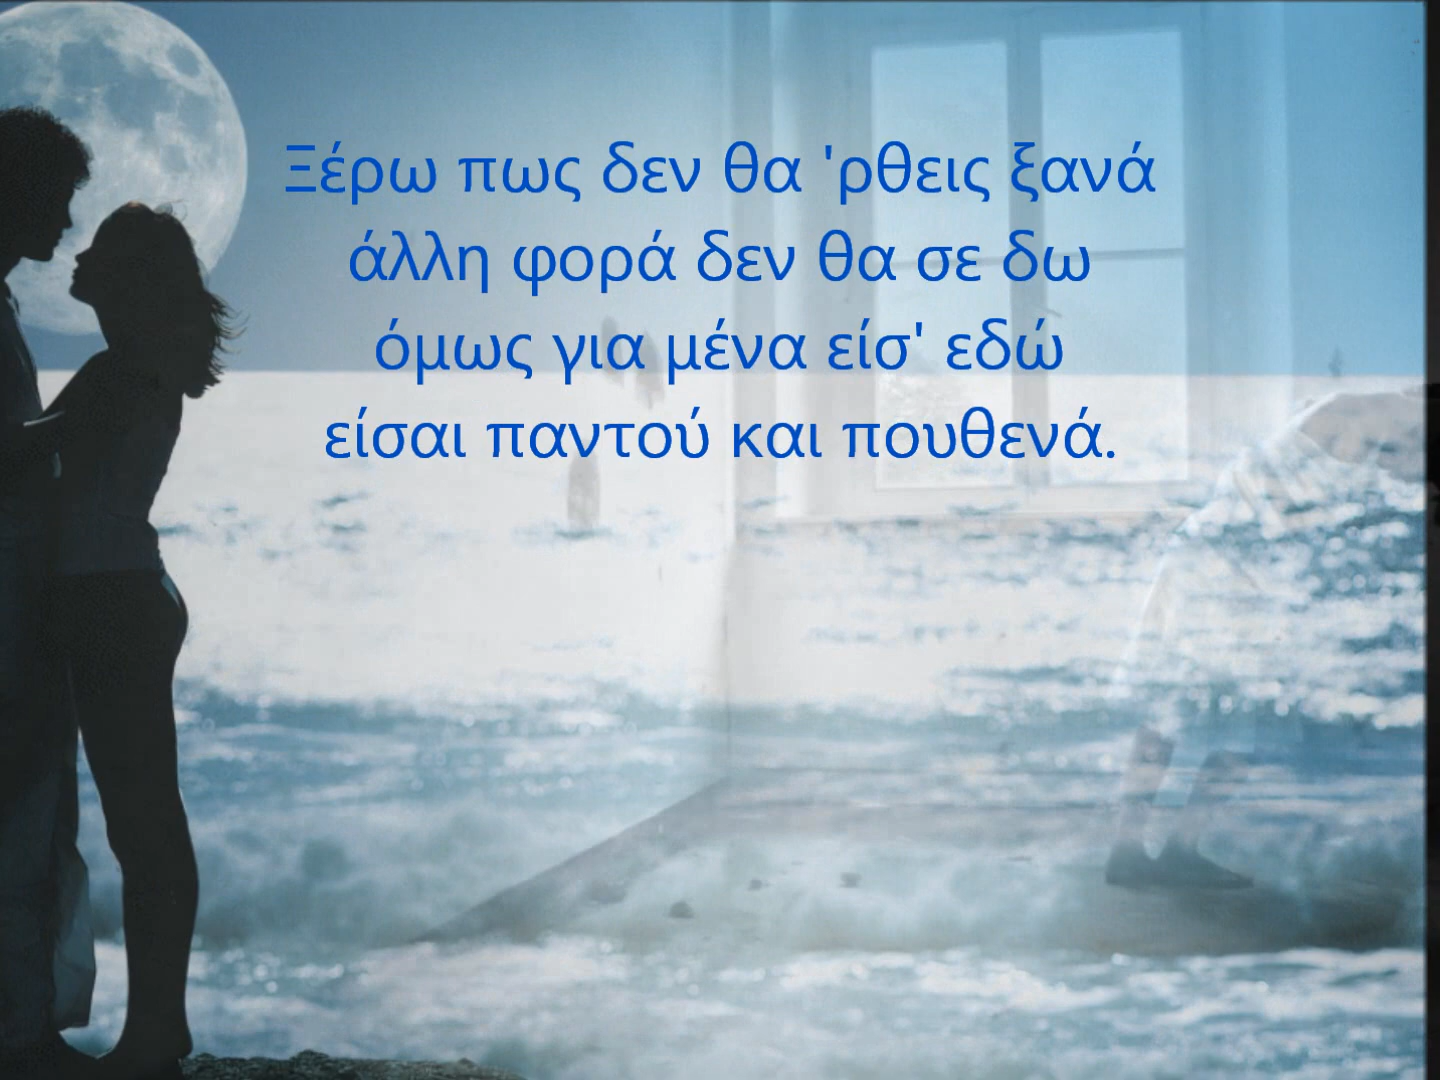 Ξέρω πως δεν θα 'ρθεις ξανά
άλλη φορά δεν θα σε δω
όμως για μένα είσ' εδώ
είσαι παντού και πουθενά.